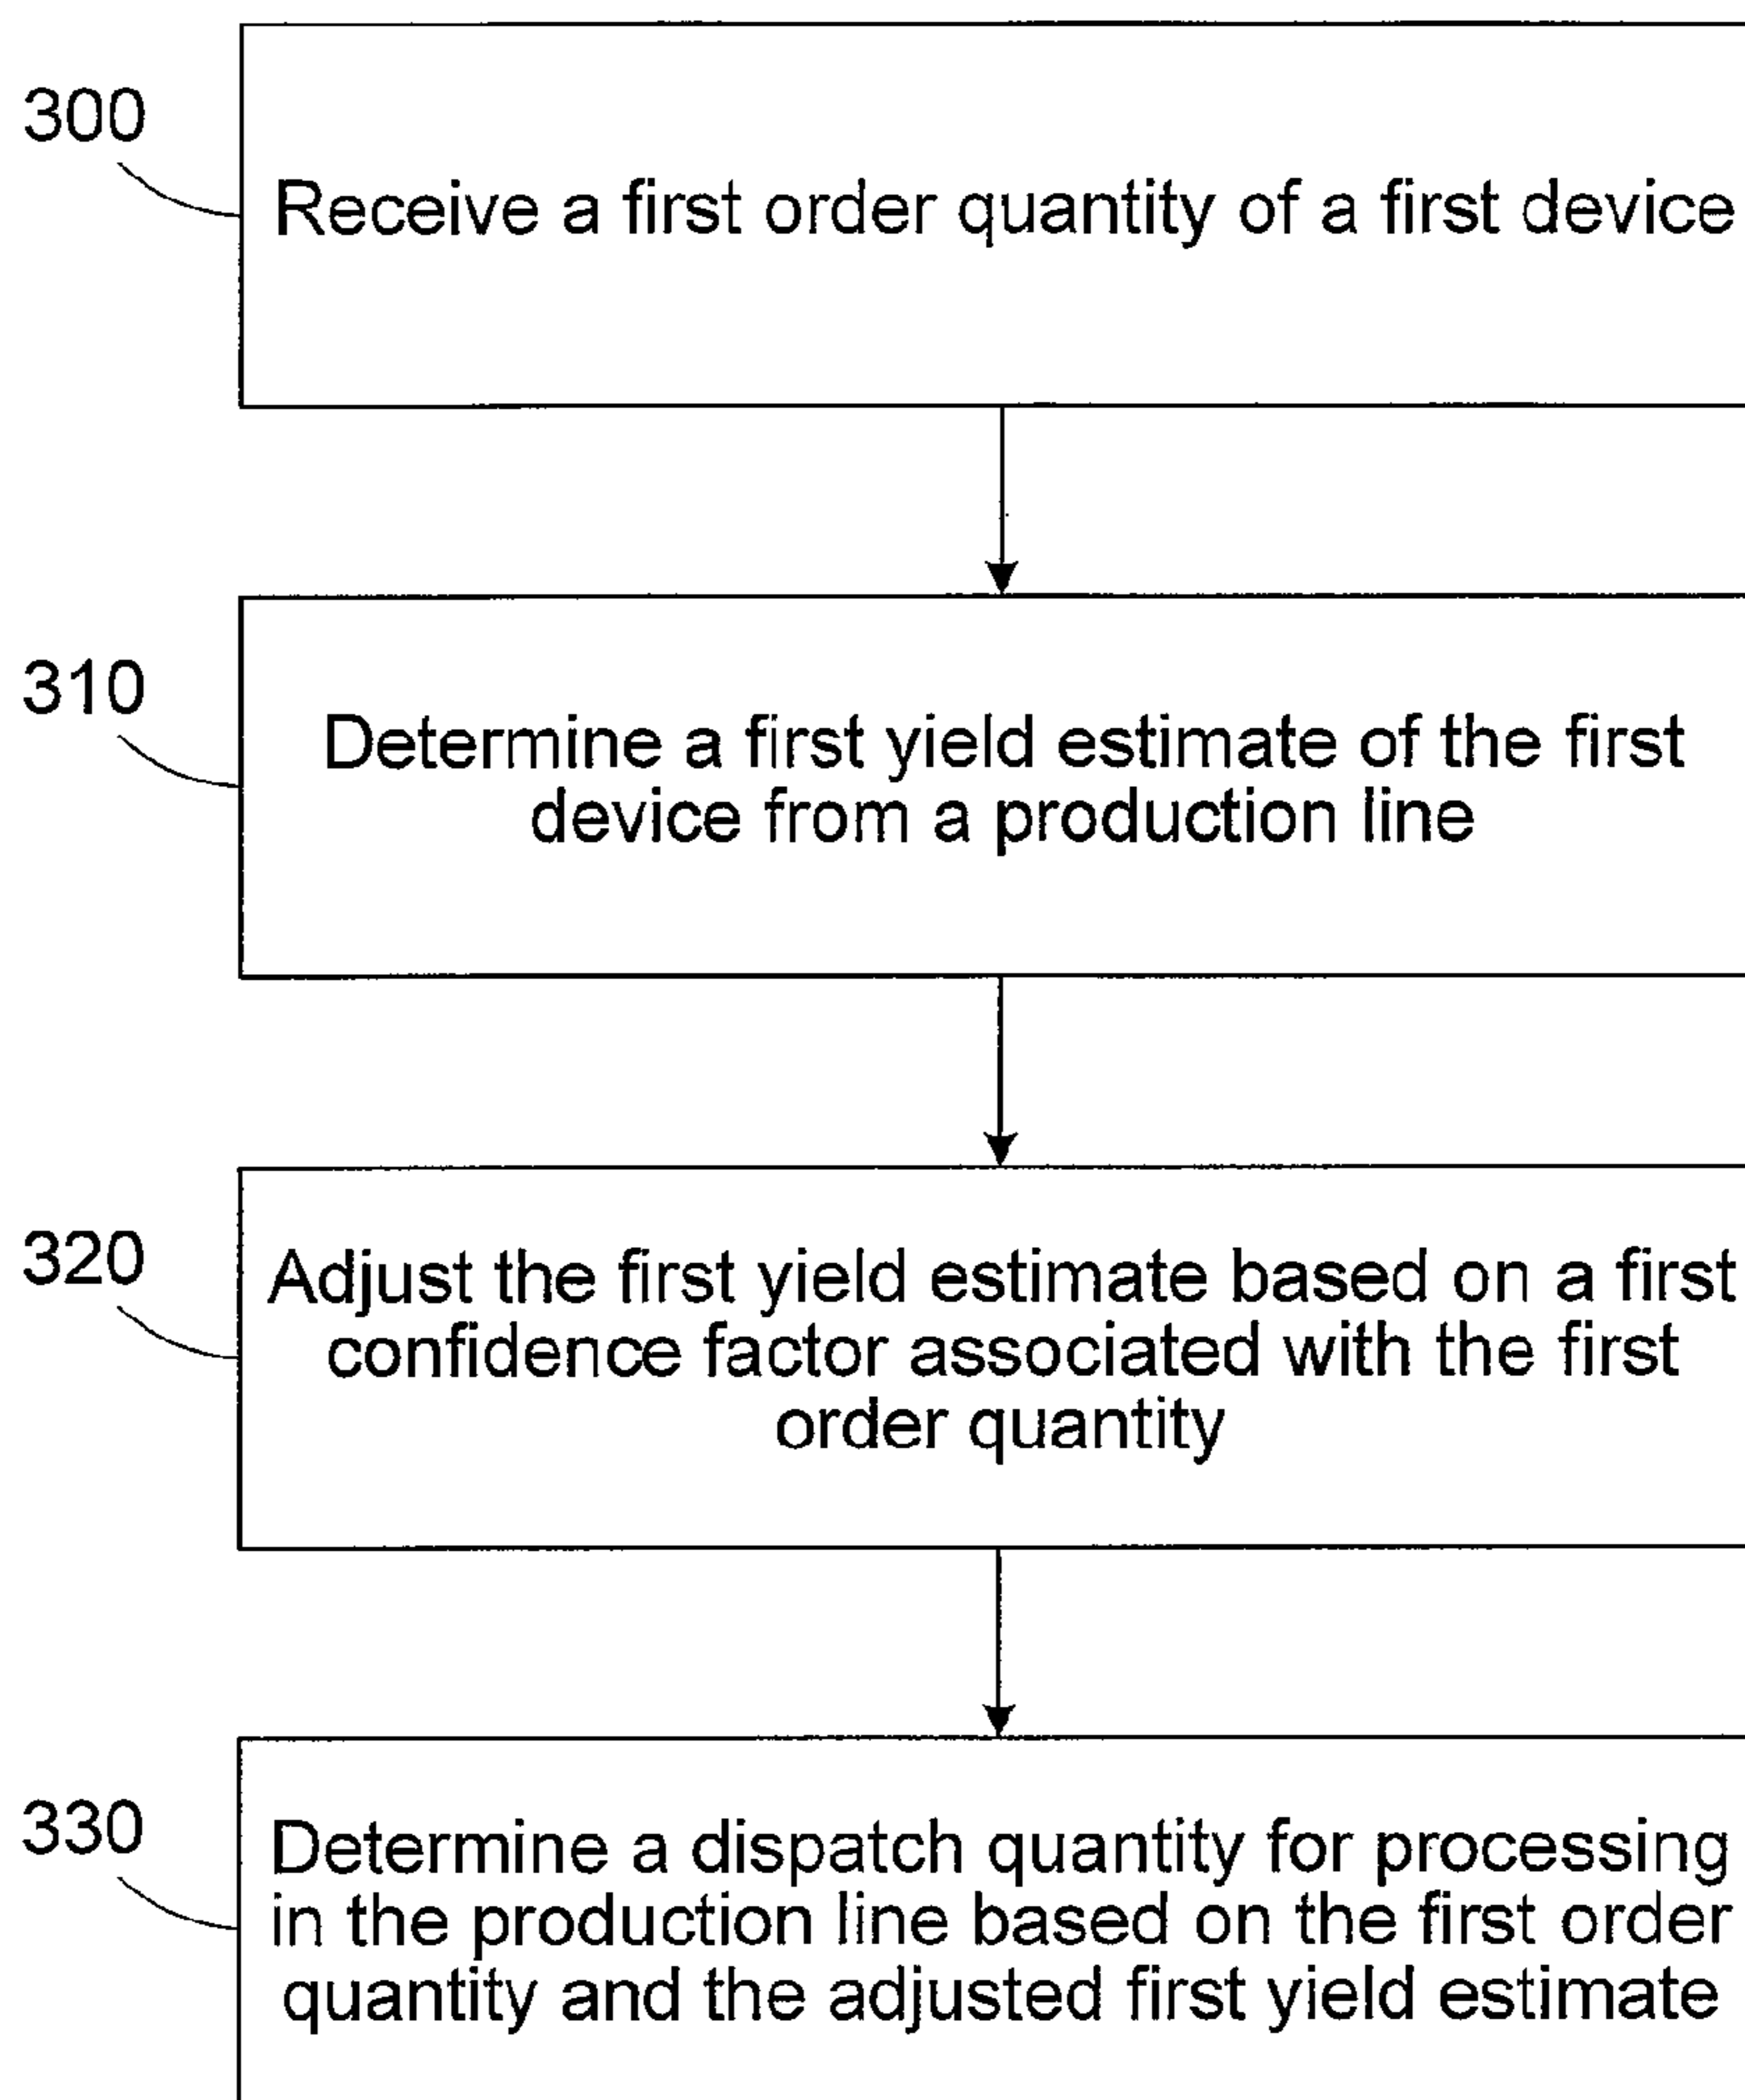 300
Receive a first order quantity of a first device
310
Determine a first yield estimate of the first
device from a production line
320
Adjust the first yield estimate based on a first
confidence factor associated with the first
order quantity
330
Determine a dispatch quantity for processing
in the production line based on the first order
quantity and the adjusted first yield estimate